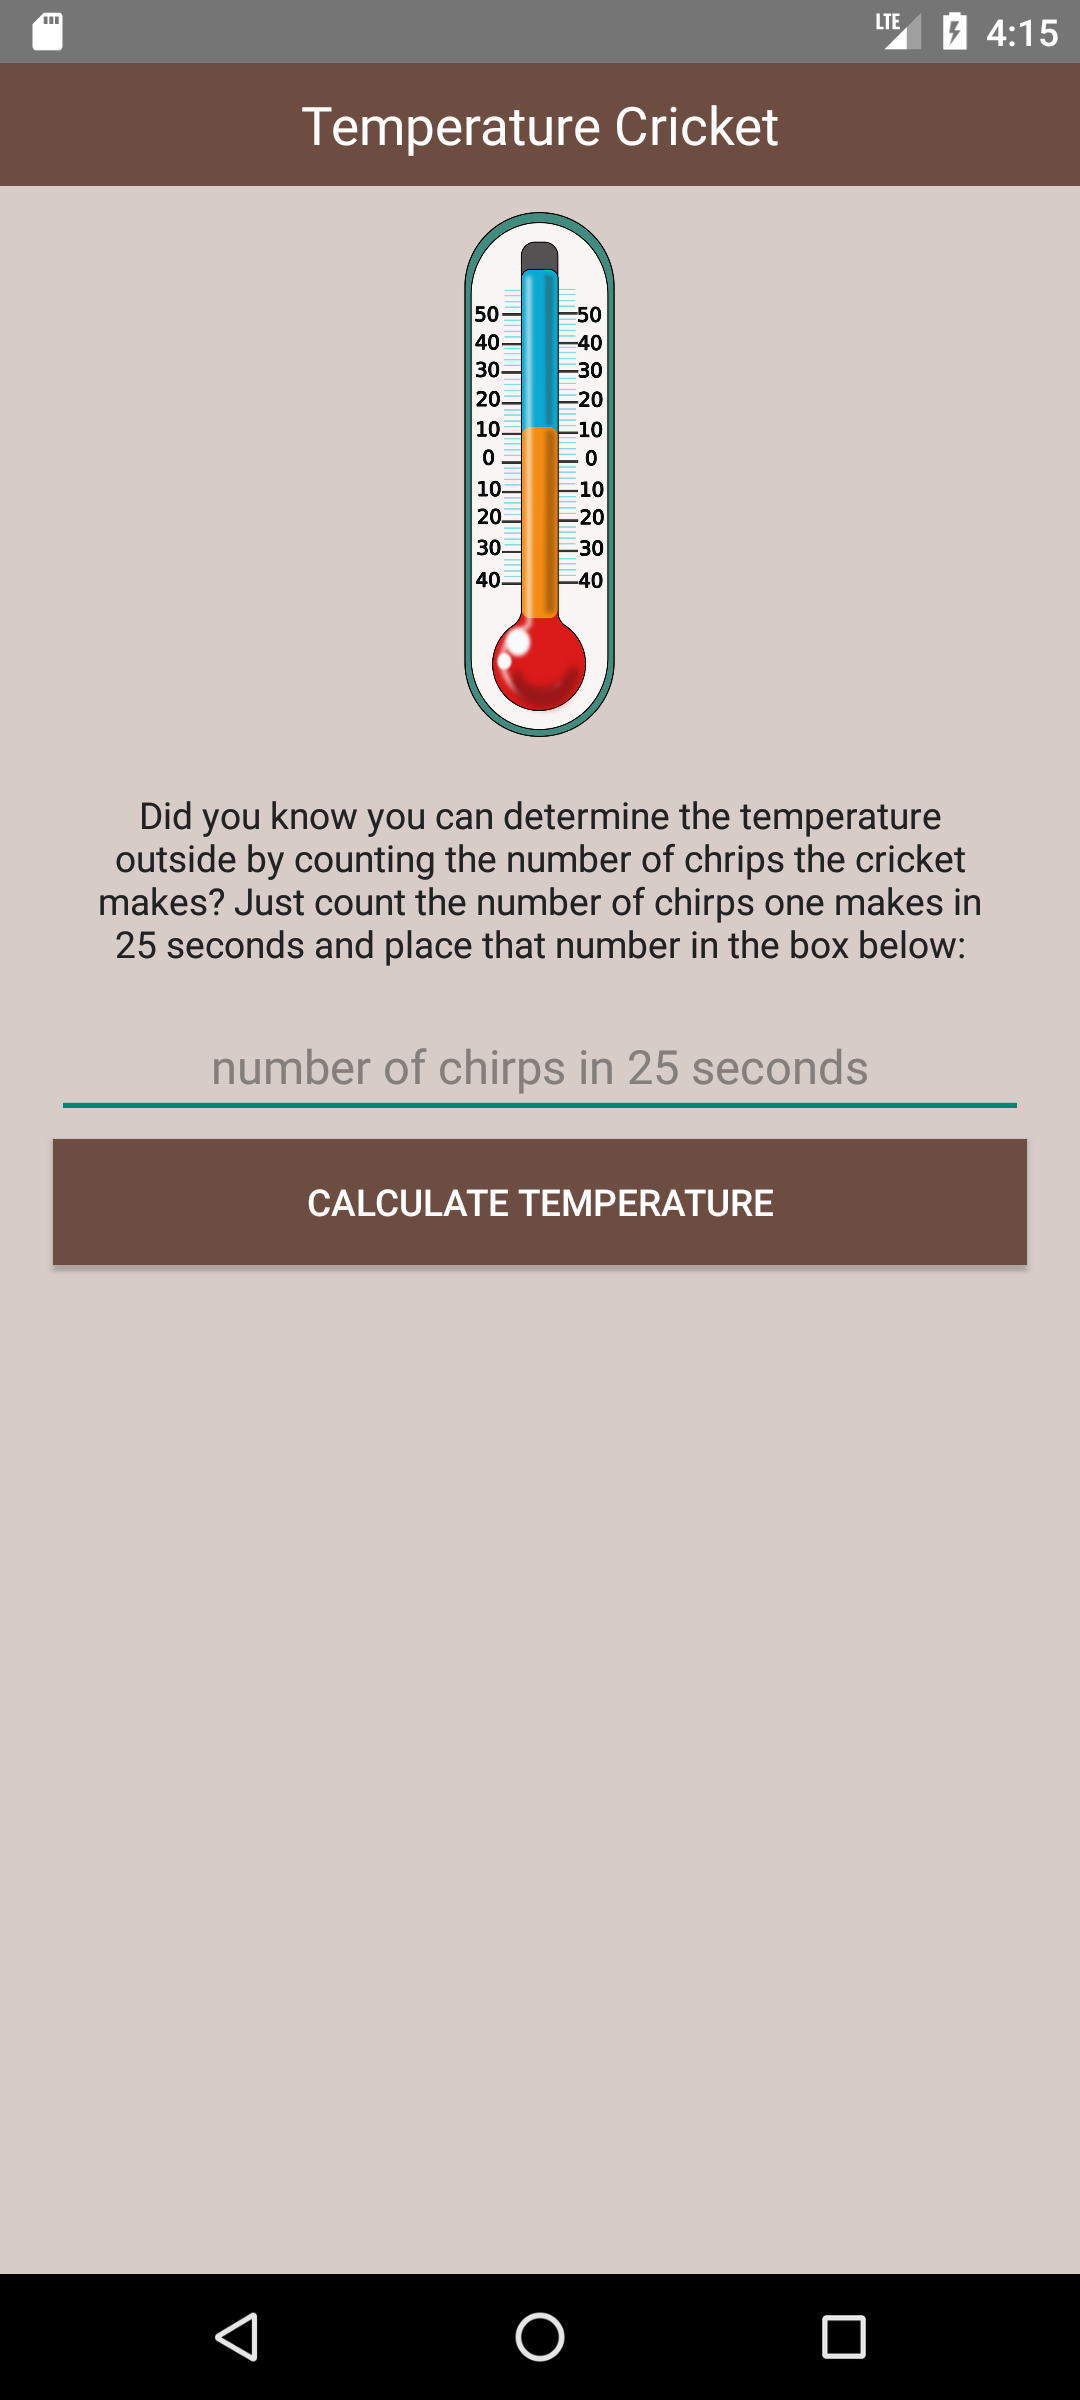 LTE 4:15
Temperature Cricket
50 50
40 40
30 30
20 20
10 10
0 0
10 10
20 20
30 30
40 40
Did you know you can determine the temperature
outside by counting the number of chrips the cricket
makes? Just count the number of chirps one makes in
25 seconds and place that number in the box below:
number of chirps in 25 seconds
CALCULATE TEMPERATURE